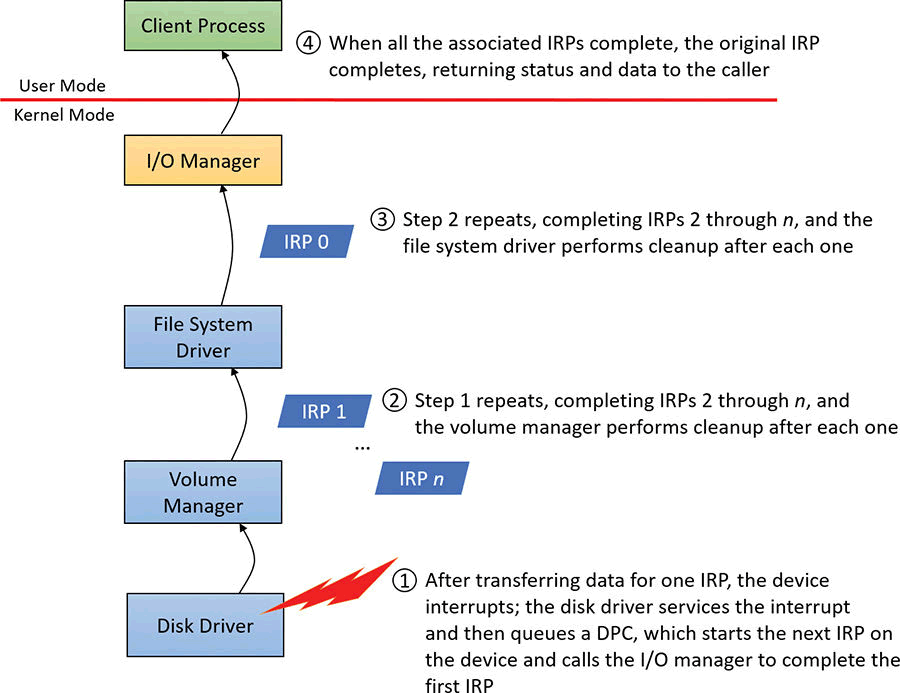 Client Process
④ When all the associated IRPs complete, the original IRP
completes, returning status and data to the caller
User Mode
Kernel Mode
I/O Manager
③ Step 2 repeats, completing IRPs 2 through n, and the
file system driver performs cleanup after each one
IRP 0
File System
Driver
② Step 1 repeats, completing IRPs 2 through n, and
the volume manager performs cleanup after each one
IRP 1
...
IRP n
Volume
Manager
① After transferring data for one IRP, the device
interrupts; the disk driver services the interrupt
and then queues a DPC, which starts the next IRP on
the device and calls the I/O manager to complete the
first IRP
Disk Driver